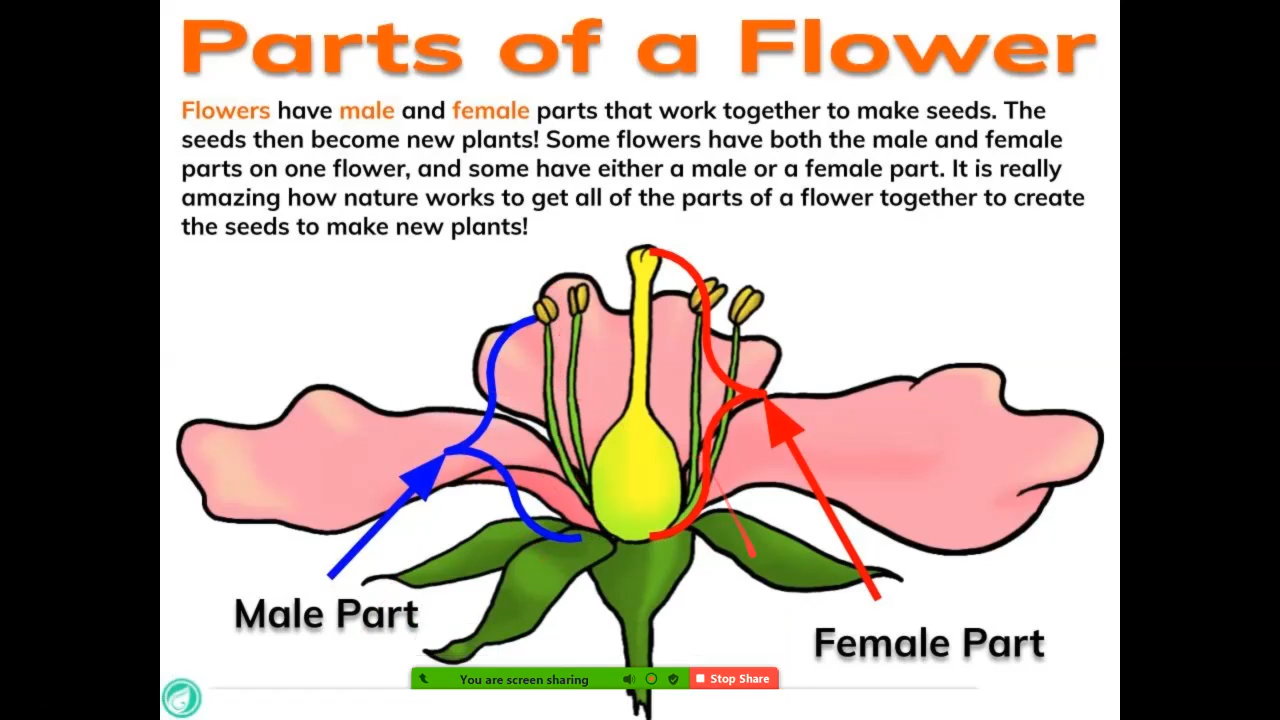 Parts of a Flower
Flowers have male and female parts that work together to make seeds. The
seeds then become new plants! Some flowers have both the male and female
parts on one flower, and some have either a male or a female part. It is really
amazing how nature works to get all of the parts of a flower together to create
the seeds to make new plants!
Male Part
Female Part
You are screen sharing
Stop Share